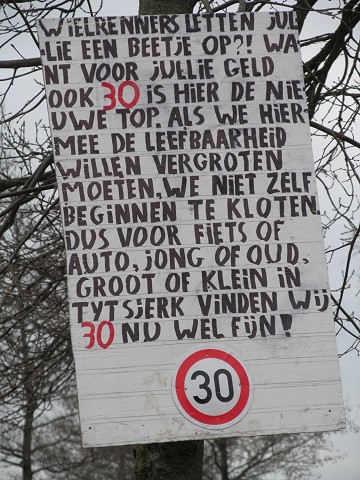 WIELRENNERS LETTEN JUL
LIE EEN BEETJE OP?! WA
NT VOOR JULLIE GELD
OOK 30 IS HIER DE NIE
UWE TOP ALS WE HIER
MEE DE LEEFBAARHEID
WILLEN VERGROTEN
MOETEN. WE NIET ZELF
BEGINNEN TE KLOTEN
DUS VOOR FIETS OF
AUTO, JONG OF OUD,
GROOT OF KLEIN IN
TYTSJERK VINDEN WIJ
30 NU WEL FIJN!
30